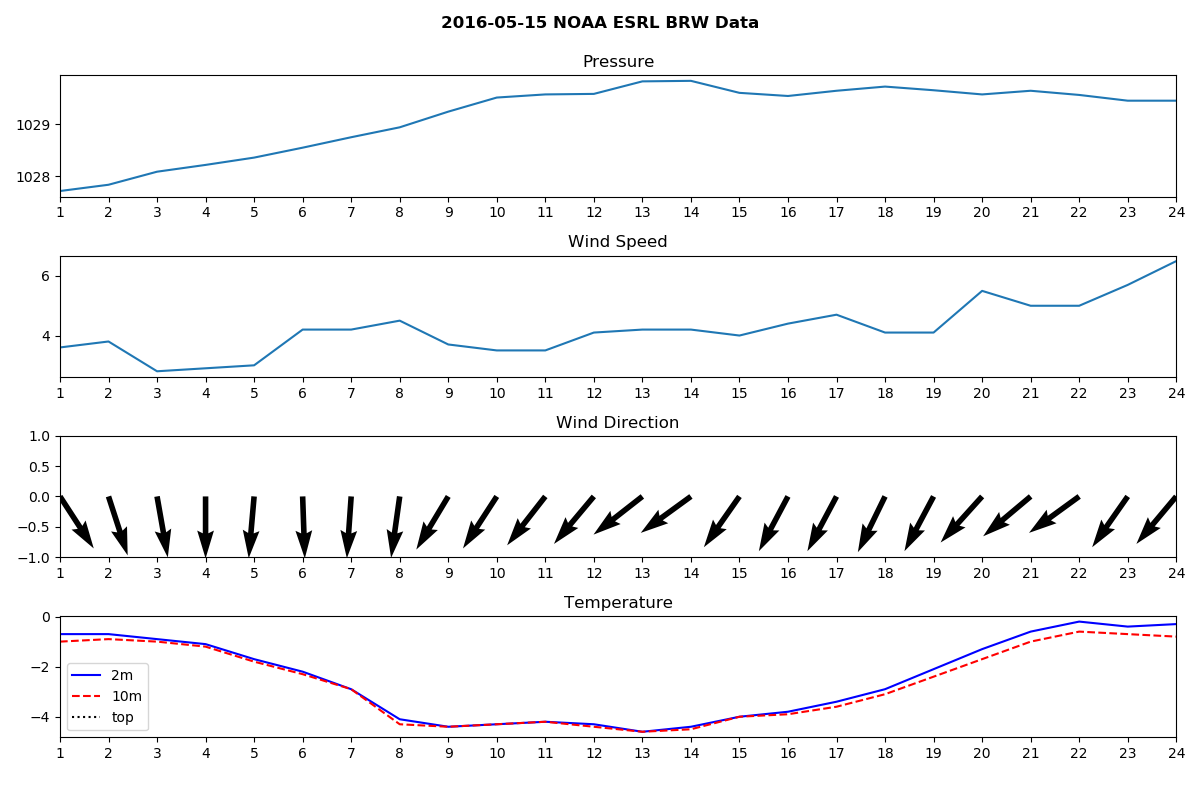 2016-05-15 NOAA ESRL BRW Data
Pressure
1029
1028
1 2 3 4 5 6 7 8 9 10 11 12 13 14 15 16 17 18 19 20 21 22 23 24
Wind Speed
6
4
1 2 3 4 5 6 7 8 9 10 11 12 13 14 15 16 17 18 19 20 21 22 23 24
Wind Direction
1.0
0.5
0.0
−0.5
−1.0
1 2 3 4 5 6 7 8 9 10 11 12 13 14 15 16 17 18 19 20 21 22 23 24
Temperature
0
−2
−4
2m
10m
top
1 2 3 4 5 6 7 8 9 10 11 12 13 14 15 16 17 18 19 20 21 22 23 24